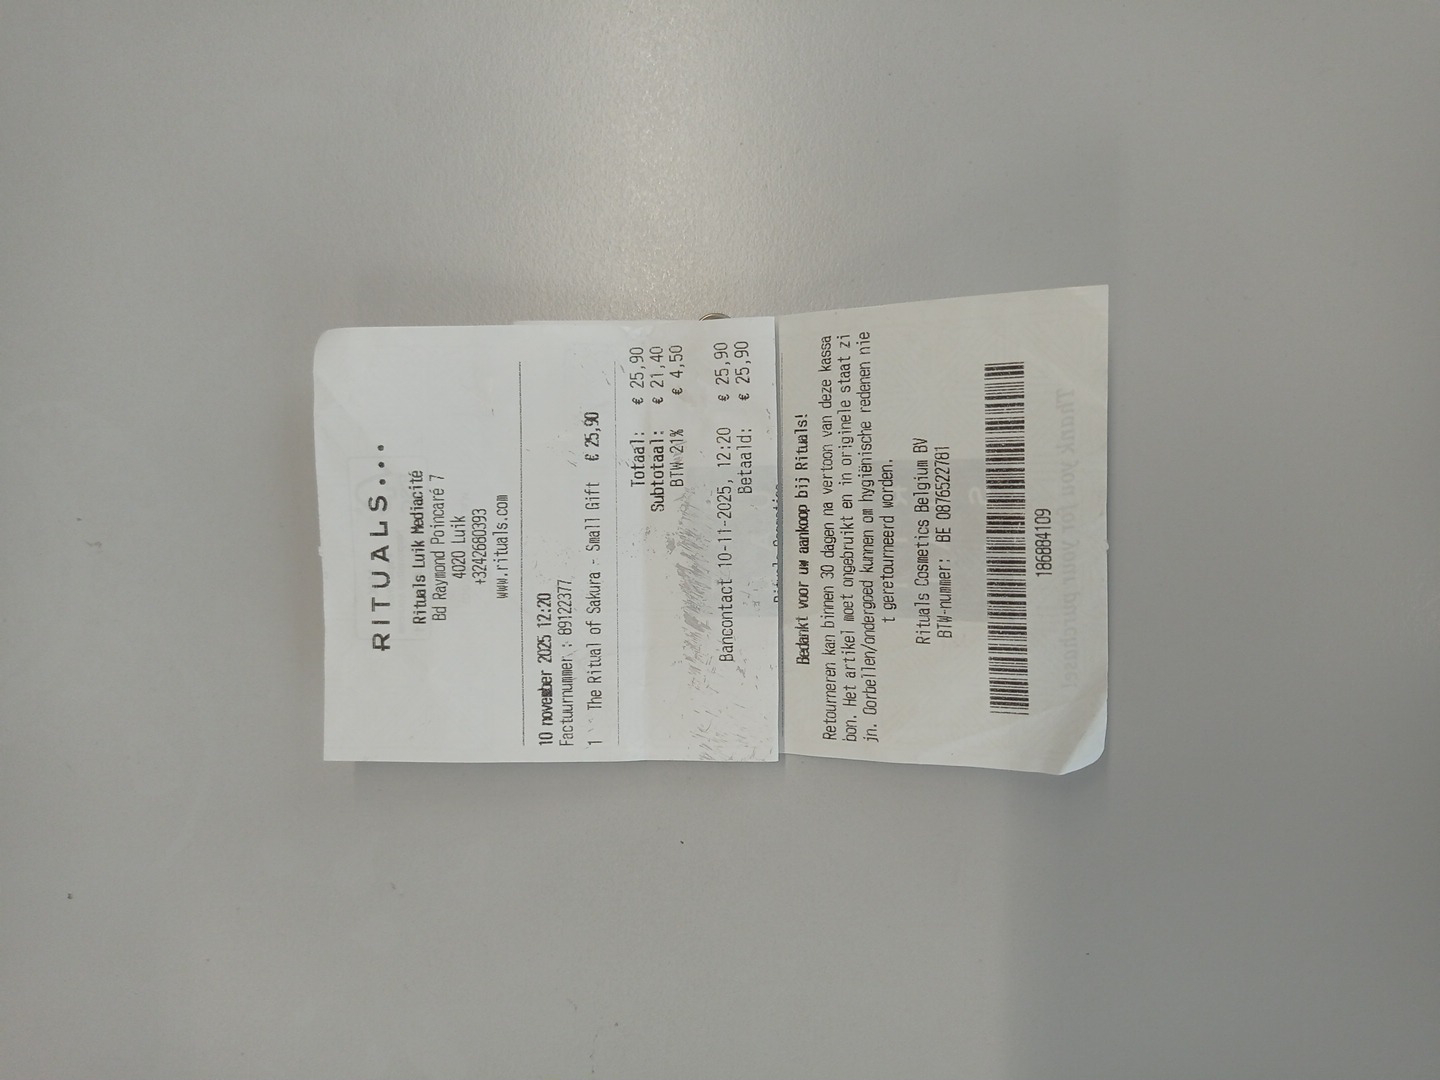 RITUALS...
Rituals Luik Mediacité
Bd Raymond Poincaré 7
4020 Luik
+3242680393
www.rituals.com
10 november 2025 12:20
Factuurnummer : 89122377
1 The Ritual of Sakura - Small Gift € 25,90
Totaal: € 25,90
Subtotaal: € 21,40
BTW 21% € 4,50
Bancontact 10-11-2025, 12:20 € 25,90
Betaald: € 25,90
Bedankt voor uw aankoop bij Rituals!
Retourneren kan binnen 30 dagen na vertoon van deze kassa
bon. Het artikel moet ongebruikt en in originele staat zi
jn. Oorbellen/ondergoed kunnen om hygiënische redenen nie
t geretourneerd worden.
Rituals Cosmetics Belgium BV
BTW-nummer: BE 0876522781
186884109
Thank you for your purchase!